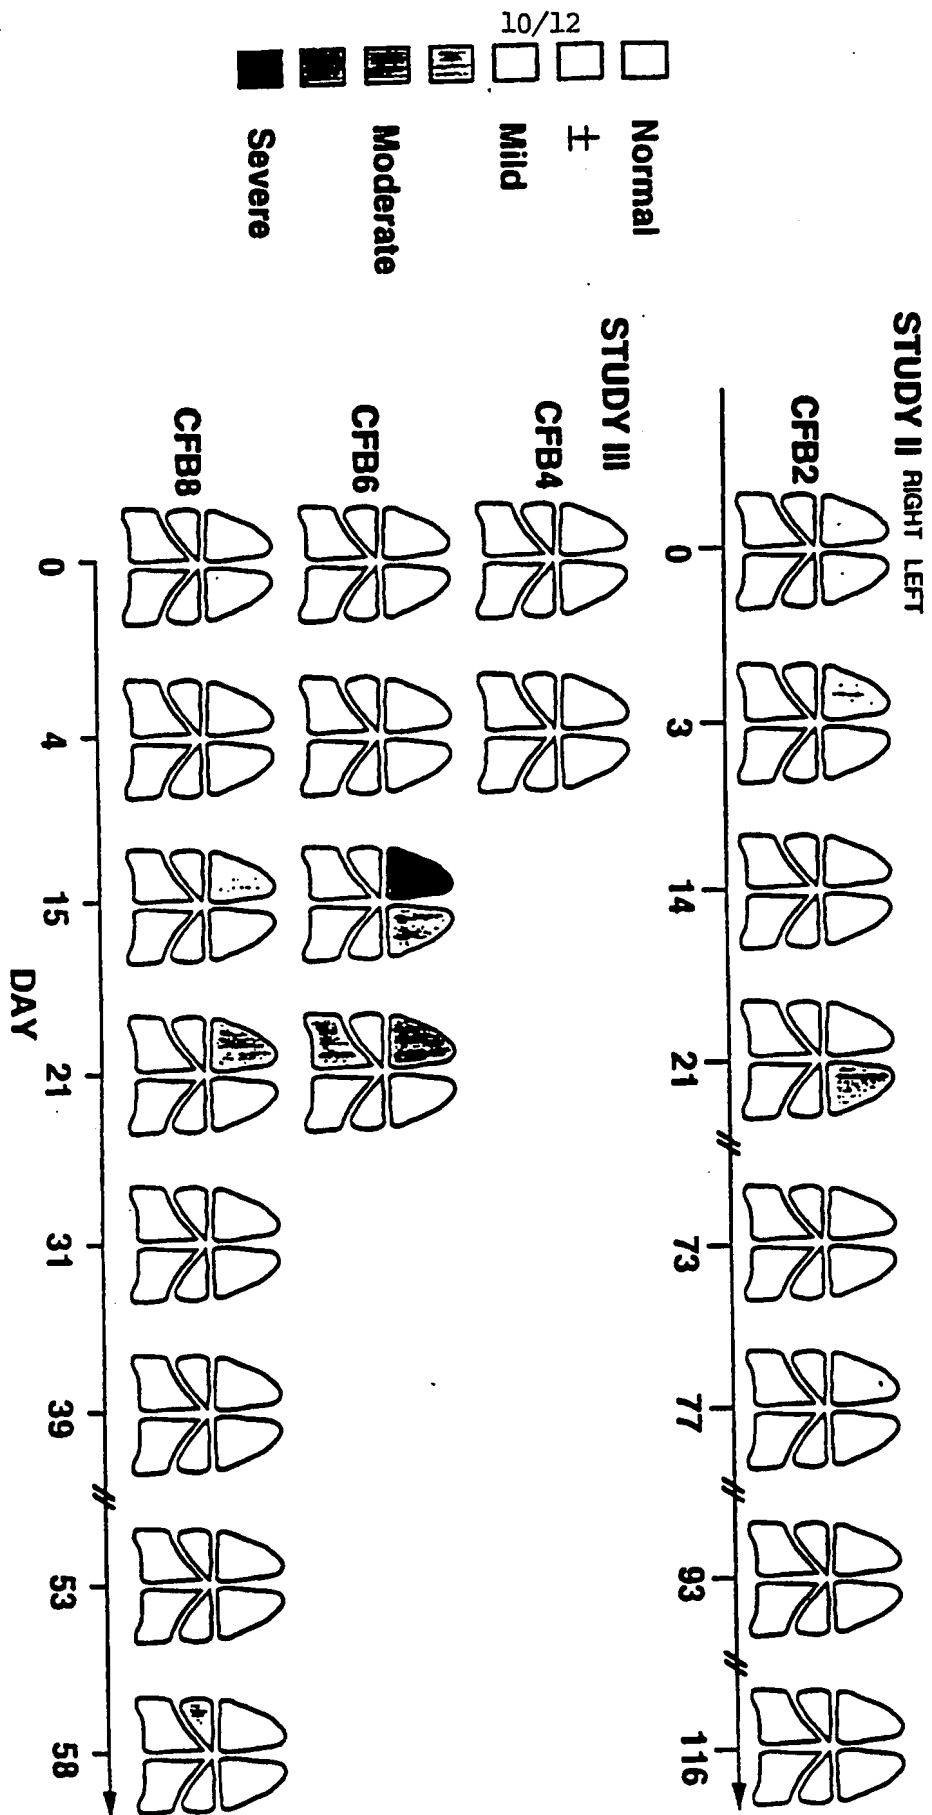 10/12
STUDY II RIGHT LEFT
CFB2
0 3 14 21 73 77 93 116
STUDY III
CFB4
CFB6
CFB8
0 4 15 21 31 39 53 58
DAY
Normal
±
Mild
Moderate
Severe